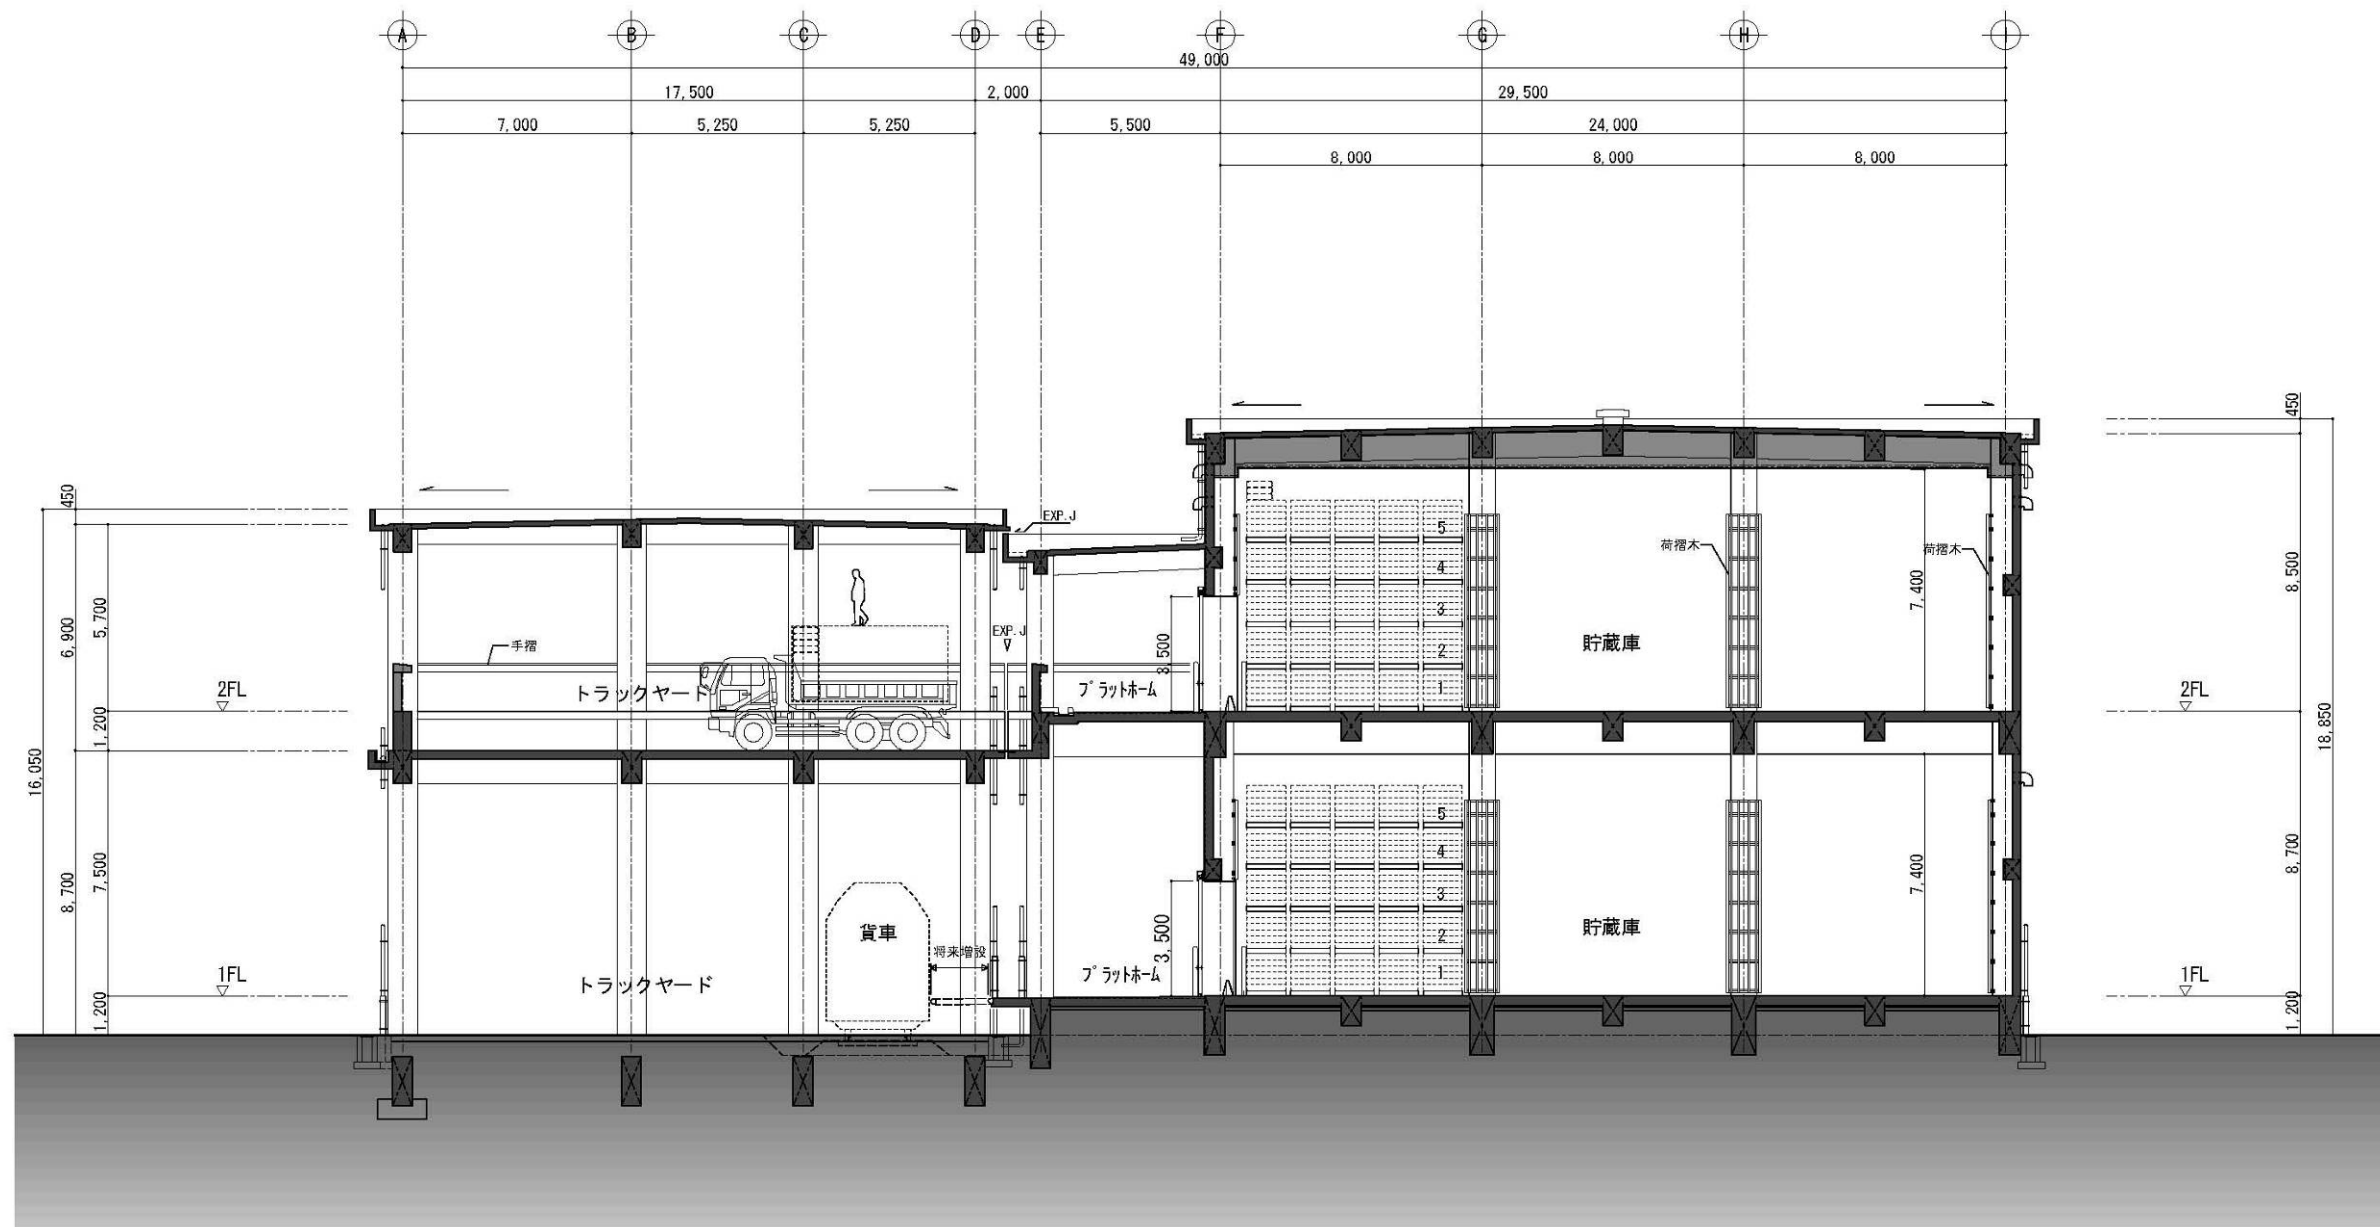 A B C D E F G H I
49,000
17,500 2,000 29,500
7,000 5,250 5,250 5,500 24,000
8,000 8,000 8,000
450
450
EXP.J
5
荷摺木
荷摺木
4
8,500
5,700
3
7,400
6,900
手摺
EXP.J
3,500
2
貯蔵庫
2FL
トラックヤード
プラットホーム
1
2FL
1,200
18,850
16,050
5
4
7,500
8,700
3
7,400
8,700
貨車
2
貯蔵庫
3,500
将来増設
1FL
トラックヤード
プラットホーム
1
1FL
1,200
1,200